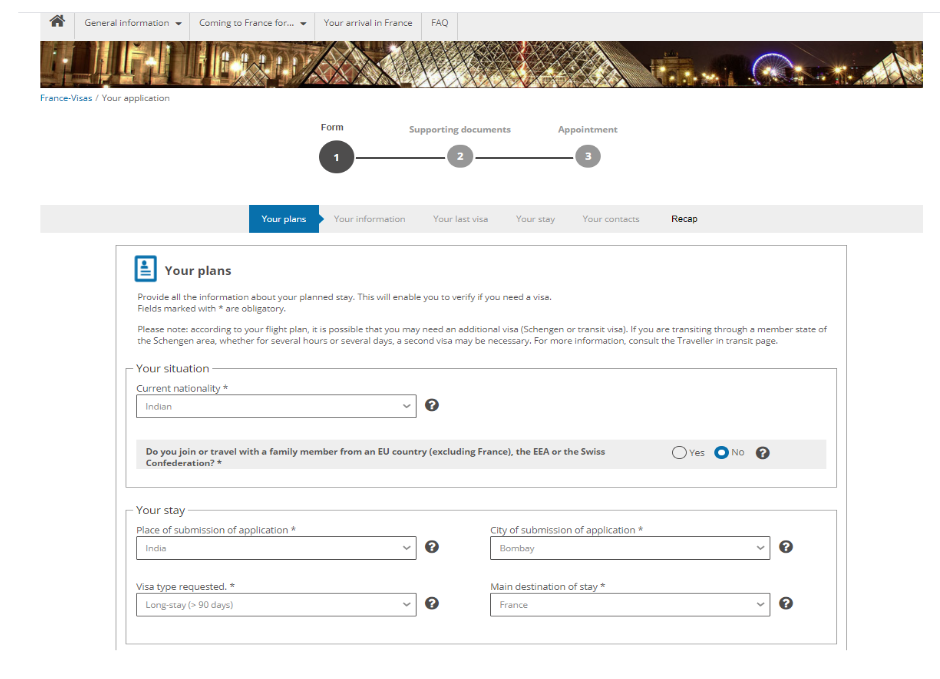 General information Coming to France for... Your arrival in France FAQ
France-Visas / Your application
Form Supporting documents Appointment
1 2 3
Your plans Your information Your last visa Your stay Your contacts Recap
Your plans
Provide all the information about your planned stay. This will enable you to verify if you need a visa.
Fields marked with * are obligatory.
Please note: according to your flight plan, it is possible that you may need an additional visa (Schengen or transit visa). If you are transiting through a member state of
the Schengen area, whether for several hours or several days, a second visa may be necessary. For more information, consult the Traveller in transit page.
Your situation
Current nationality *
Indian ?
Do you join or travel with a family member from an EU country (excluding France), the EEA or the Swiss
Confederation? *
Yes No ?
Your stay
Place of submission of application * City of submission of application *
India ? Bombay ?
Visa type requested. * Main destination of stay *
Long-stay (> 90 days) ? France ?